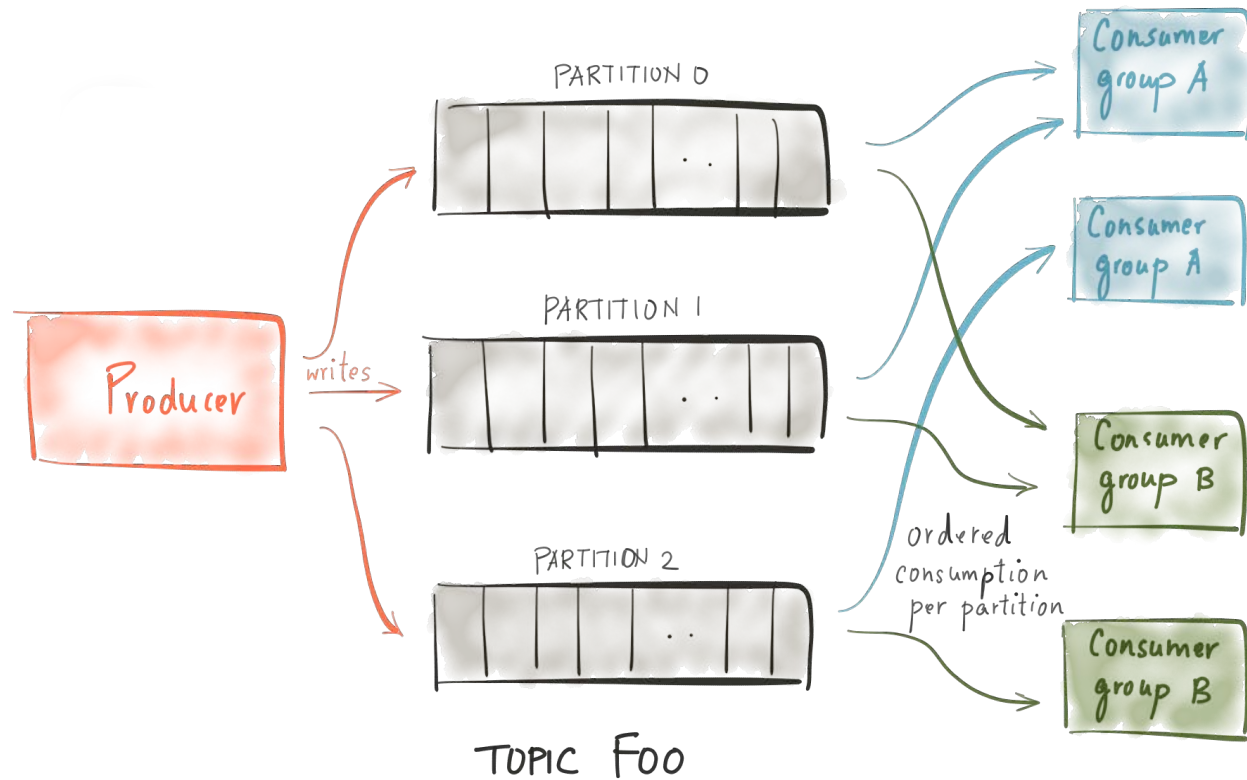 PARTITION 0
Consumer
group A
Consumer
group A
PARTITION 1
writes
Producer
Consumer
group B
ordered
consumption
per partition
PARTITION 2
Consumer
group B
TOPIC FOO